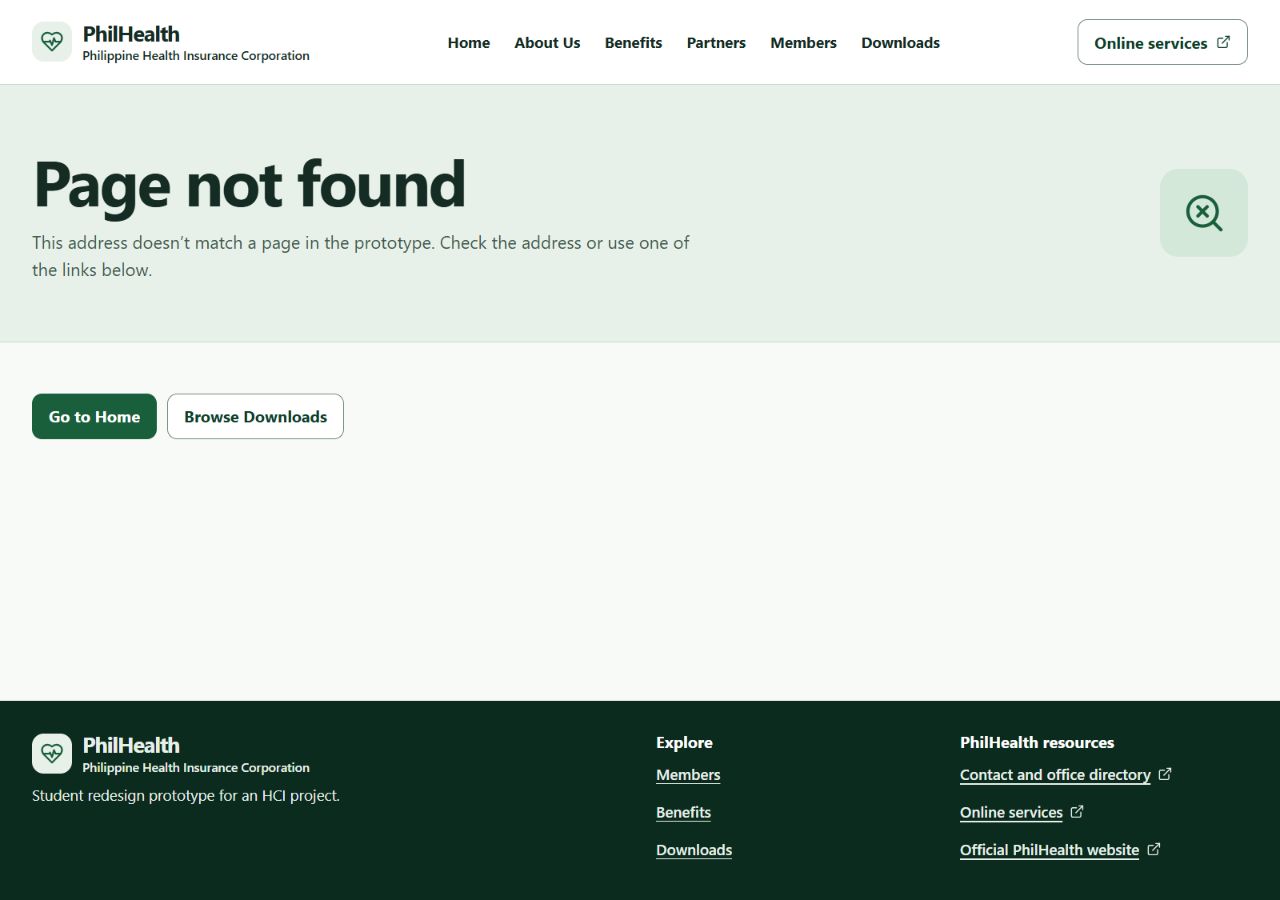 PhilHealth
Philippine Health Insurance Corporation
Home About Us Benefits Partners Members Downloads
Online services
Page not found
This address doesn’t match a page in the prototype. Check the address or use one of
the links below.
Go to Home
Browse Downloads
PhilHealth
Philippine Health Insurance Corporation
Student redesign prototype for an HCI project.
Explore
Members
Benefits
Downloads
PhilHealth resources
Contact and office directory
Online services
Official PhilHealth website